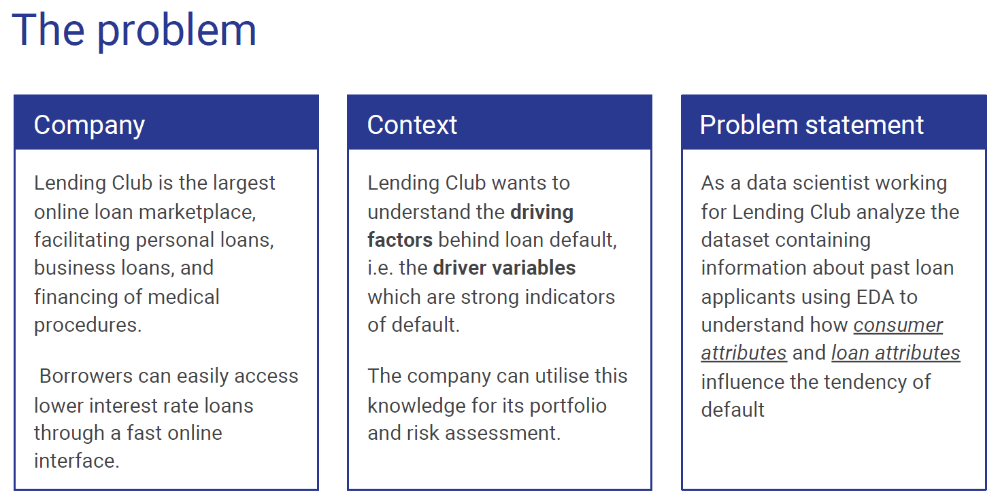 The problem
Company
Lending Club is the largest
online loan marketplace,
facilitating personal loans,
business loans, and
financing of medical
procedures.
Borrowers can easily access
lower interest rate loans
through a fast online
interface.
Context
Lending Club wants to
understand the driving
factors behind loan default,
i.e. the driver variables
which are strong indicators
of default.
The company can utilise this
knowledge for its portfolio
and risk assessment.
Problem statement
As a data scientist working
for Lending Club analyze the
dataset containing
information about past loan
applicants using EDA to
understand how consumer
attributes and loan attributes
influence the tendency of
default